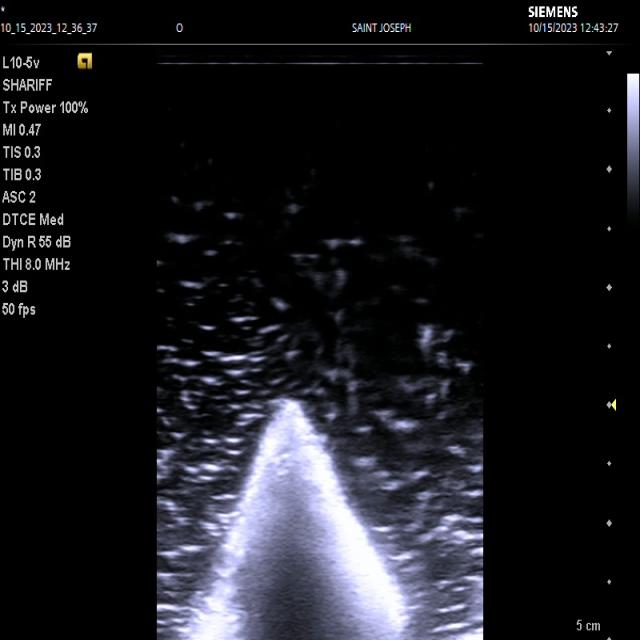 *
SIEMENS
10_15_2023_12_36_37 O SAINT JOSEPH 10/15/2023 12:43:27
L10-5v
SHARIFF
Tx Power 100%
MI 0.47
TIS 0.3
TIB 0.3
ASC 2
DTCE Med
Dyn R 55 dB
THI 8.0 MHz
3 dB
50 fps
5 cm